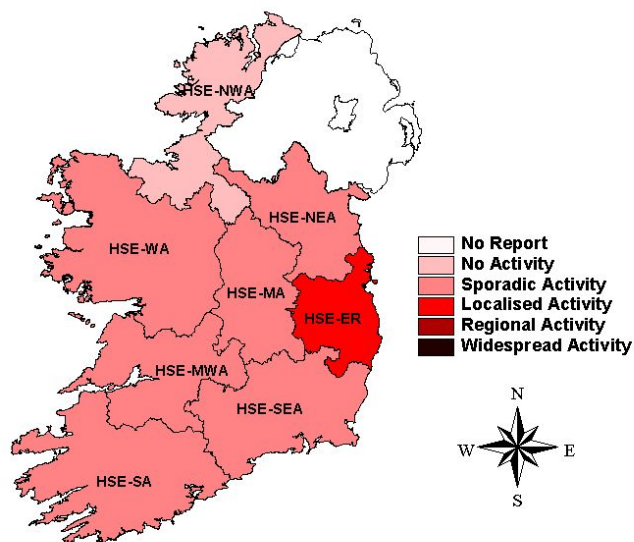 HSE-NWA
HSE-NEA
HSE-WA
HSE-MA
HSE-ER
HSE-MWA
HSE-SEA
HSE-SA
No Report
No Activity
Sporadic Activity
Localised Activity
Regional Activity
Widespread Activity
N
W E
S